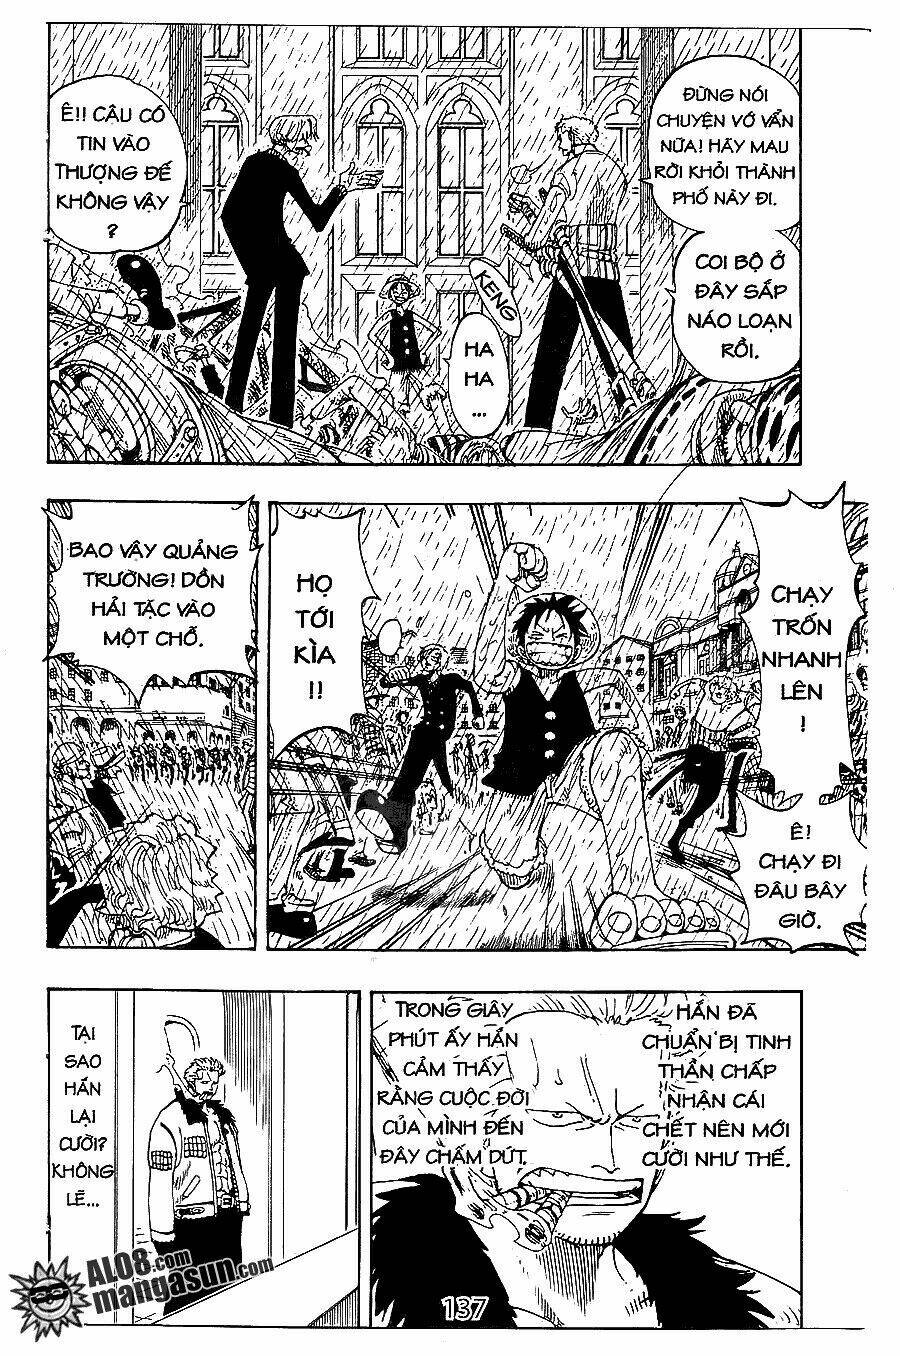 Ê!! CÂU CÓ
TIN VÀO
THƯỢNG ĐẾ
KHÔNG VẬY
?
ĐỪNG NÓI
CHUYỆN VỚ VẨN
NỮA! HÃY MAU
RỜI KHỎI THÀNH
PHỐ NÀY ĐI.
COI BỘ Ở
ĐÂY SẮP
NÁO LOẠN
RỒI.
KENG
HA
HA
...
BAO VẬY QUẢNG
TRƯỜNG! DỒN
HẢI TẶC VÀO
MỘT CHỖ.
HỌ
TỚI
KÌA
!!
CHẠY
TRỐN
NHANH
LÊN
!
Ê!
CHẠY ĐI
ĐÂU BÂY
GIỜ.
TẠI
SAO
HẮN
LẠI
CƯỜI?
KHÔNG
LẼ...
TRONG GIÂY
PHÚT ẤY HẮN
CẢM THẤY
RẰNG CUỘC ĐỜI
CỦA MÌNH ĐẾN
ĐÂY CHẤM DỨT.
HẮN ĐÃ
CHUẨN BỊ TINH
THẦN CHẤP
NHẬN CÁI
CHẾT NÊN MỚI
CƯỜI NHƯ THẾ.
ALO8.com
mangasun.com
137